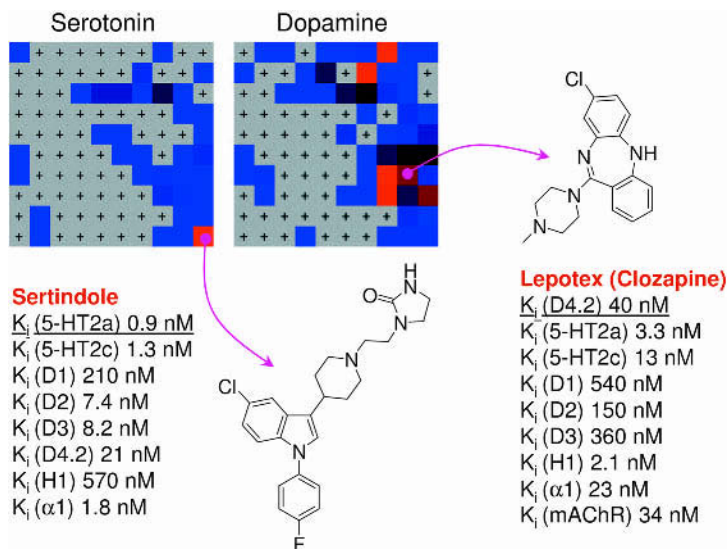 Serotonin Dopamine
Cl
N
NH
N
N
Sertindole
Ki (5-HT2a) 0.9 nM
Ki (5-HT2c) 1.3 nM
Ki (D1) 210 nM
Ki (D2) 7.4 nM
Ki (D3) 8.2 nM
Ki (D4.2) 21 nM
Ki (H1) 570 nM
Ki (α1) 1.8 nM
H
N
O
N
N
Cl
N
F
Lepotex (Clozapine)
Ki (D4.2) 40 nM
Ki (5-HT2a) 3.3 nM
Ki (5-HT2c) 13 nM
Ki (D1) 540 nM
Ki (D2) 150 nM
Ki (D3) 360 nM
Ki (H1) 2.1 nM
Ki (α1) 23 nM
Ki (mAChR) 34 nM